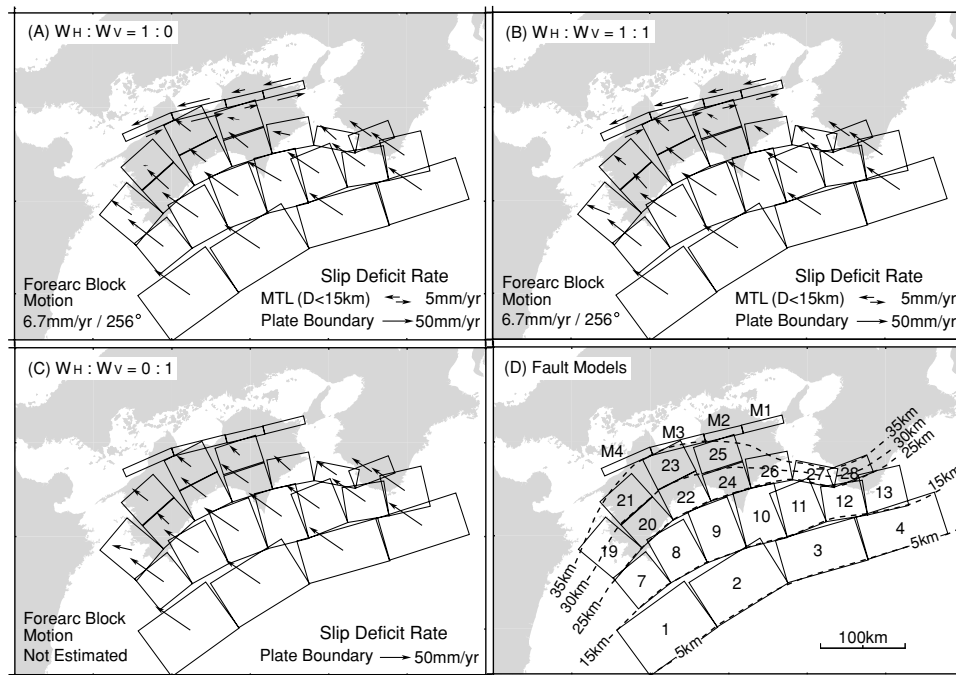 (A) WH : WV = 1 : 0
Forearc Block
Motion
6.7mm/yr / 256°
Slip Deficit Rate
MTL (D<15km)
5mm/yr
Plate Boundary
50mm/yr
(B) WH : WV = 1 : 1
Forearc Block
Motion
6.7mm/yr / 256°
Slip Deficit Rate
MTL (D<15km)
5mm/yr
Plate Boundary
50mm/yr
(C) WH : WV = 0 : 1
Forearc Block
Motion
Not Estimated
Slip Deficit Rate
Plate Boundary
50mm/yr
(D) Fault Models
M1
M2
M3
M4
35km
30km
25km
15km
5km
25
23
26
27
28
21
24
22
13
20
12
11
10
19
9
8
4
7
3
2
1
35km
30km
25km
15km
5km
100km